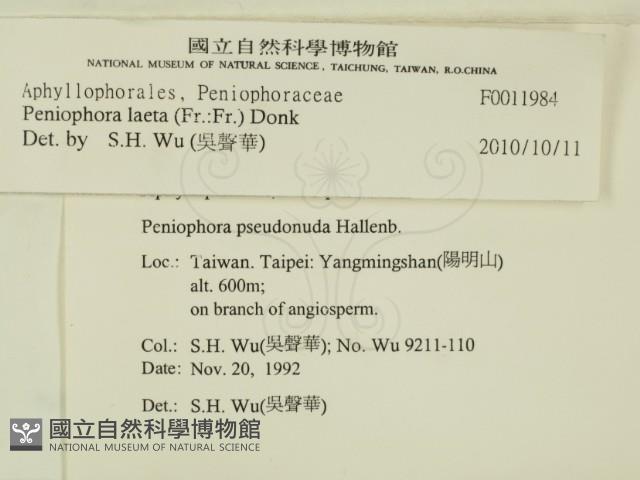 國立自然科學博物館
NATIONAL MUSEUM OF NATURAL SCIENCE, TAICHUNG, TAIWAN, R.O.CHINA
Aphyllophorales, Peniophoraceae F0011984
Peniophora laeta (Fr.:Fr.) Donk
Det. by S.H. Wu (吳聲華) 2010/10/11
Peniophora pseudonuda Hallenb.
Loc.: Taiwan. Taipei: Yangmingshan(陽明山)
alt. 600m;
on branch of angiosperm.
Col.: S.H. Wu(吳聲華); No. Wu 9211-110
Date: Nov. 20, 1992
Det.: S.H. Wu(吳聲華)
國立自然科學博物館
NATIONAL MUSEUM OF NATURAL SCIENCE